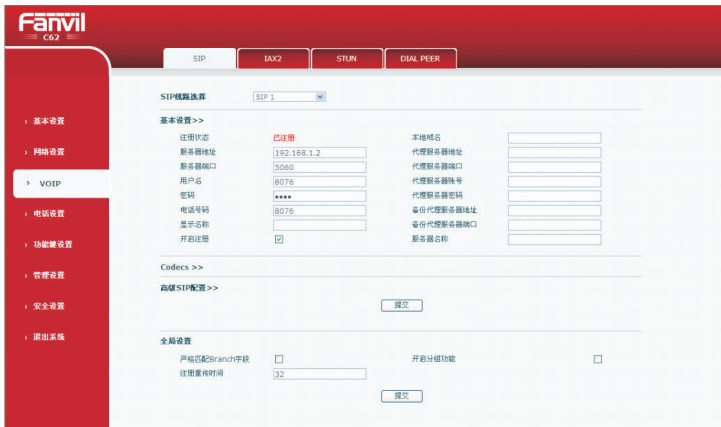 Fanvil
C62
SIP
IAX2
STUN
DIAL PEER
SIP线路选择
SIP 1
› 基本设置
› 网络设置
› VOIP
› 电话设置
› 功能键设置
› 管理设置
› 安全设置
› 退出系统
基本设置>>
注册状态 已注册 本地域名
服务器地址 192.168.1.2 代理服务器地址
服务器端口 5060 代理服务器端口
用户名 8076 代理服务器账号
密码 •••• 代理服务器密码
电话号码 8076 备份代理服务器地址
显示名称 备份代理服务器端口
开启注册 服务器名称
Codecs >>
高级SIP配置>>
提交
全局设置
严格匹配Branch字段 开启分组功能
注册重传时间 32
提交